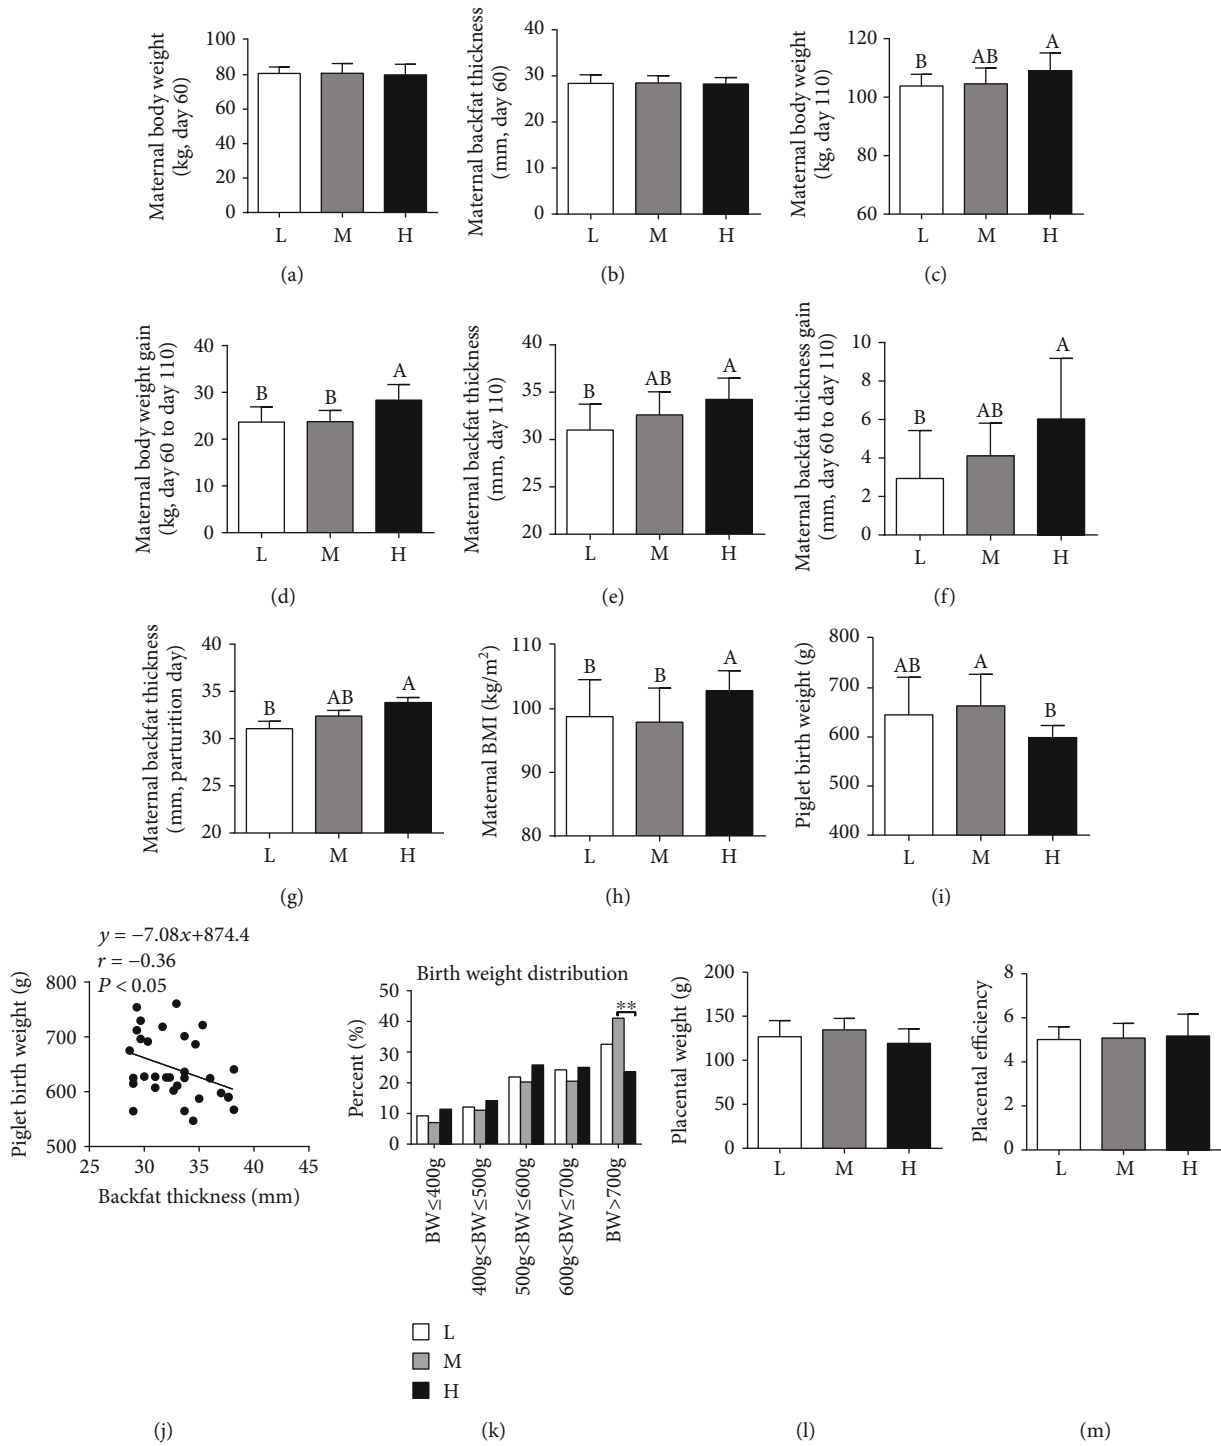 Maternal body weight
(kg, day 60)
100
80
60
40
20
0
L M H
(a)
Maternal backfat thickness
(mm, day 60)
40
30
20
10
0
L M H
(b)
Maternal body weight
(kg, day 110)
120
100
80
60
B AB A
L M H
(c)
Maternal body weight gain
(kg, day 60 to day 110)
40
30
20
10
0
B B A
L M H
(d)
Maternal backfat thickness
(mm, day 110)
40
35
30
25
20
B AB A
L M H
(e)
Maternal backfat thickness gain
(mm, day 60 to day 110)
10
8
6
4
2
0
B AB A
L M H
(f)
Maternal backfat thickness
(mm, parturition day)
40
35
30
25
20
B AB A
L M H
(g)
Maternal BMI (kg/m²)
110
100
90
80
B B A
L M H
(h)
Piglet birth weight (g)
800
700
600
500
400
AB A B
L M H
(i)
y = −7.08x+874.4
r = −0.36
P < 0.05
Piglet birth weight (g)
800
700
600
500
25 30 35 40 45
Backfat thickness (mm)
(j)
Birth weight distribution
Percent (%)
50
40
30
20
10
0
**
BW≤400g
400g<BW≤500g
500g<BW≤600g
600g<BW≤700g
BW>700g
L
M
H
(k)
Placental weight (g)
200
150
100
50
0
L M H
(l)
Placental efficiency
8
6
4
2
0
L M H
(m)